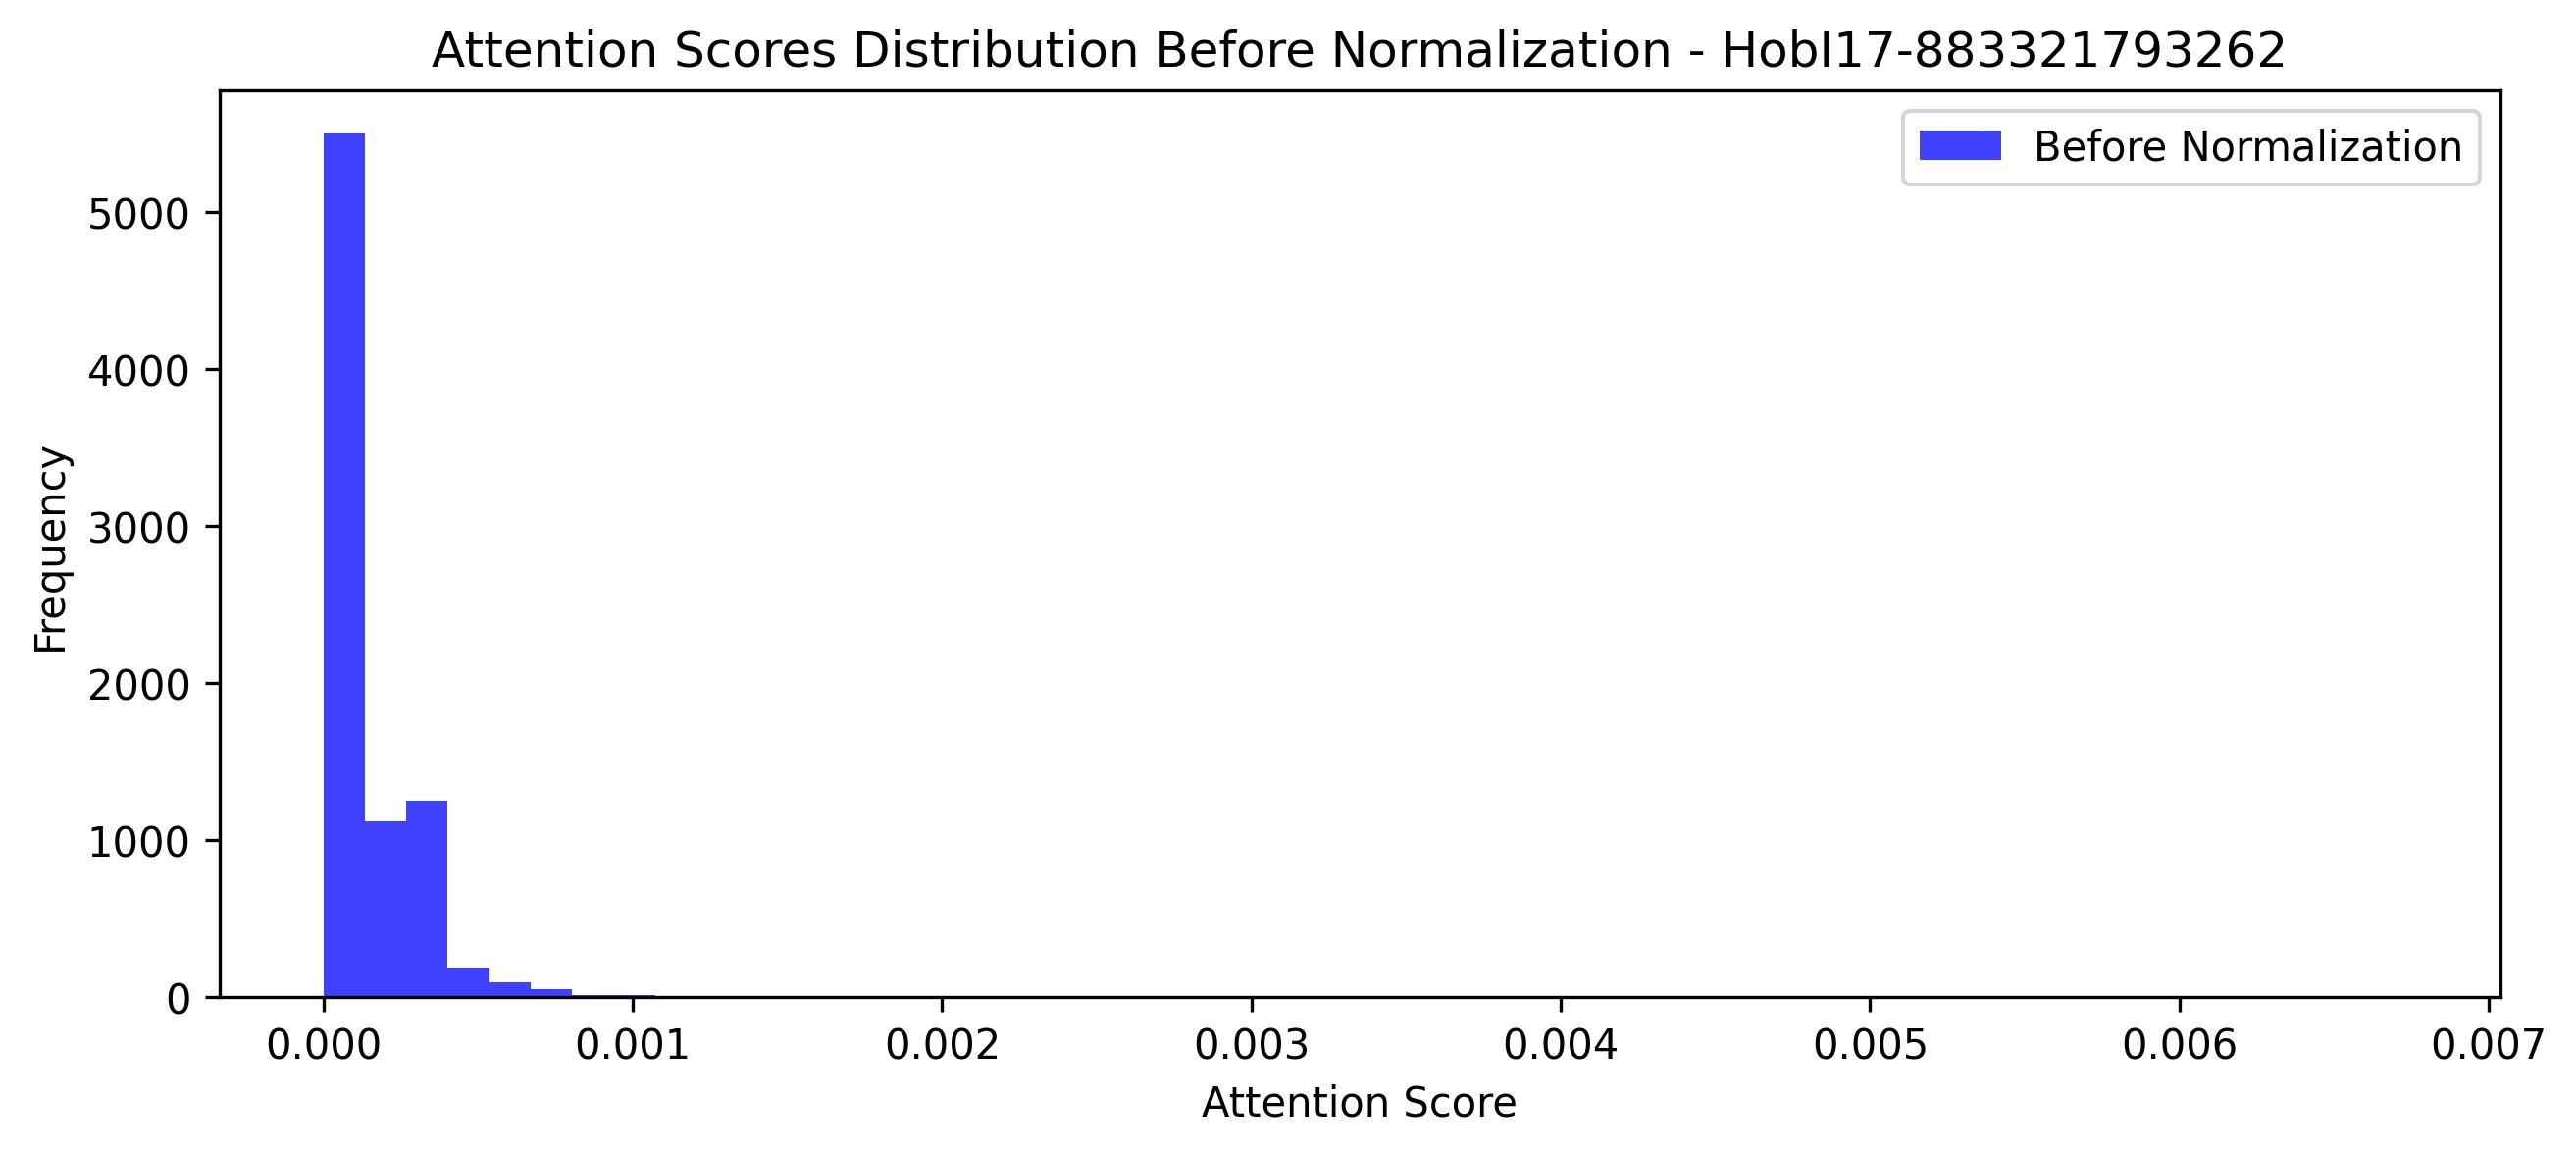 Attention Scores Distribution Before Normalization - HobI17-883321793262
Before Normalization
5000
4000
3000
2000
1000
0
Frequency
0.000 0.001 0.002 0.003 0.004 0.005 0.006 0.007
Attention Score